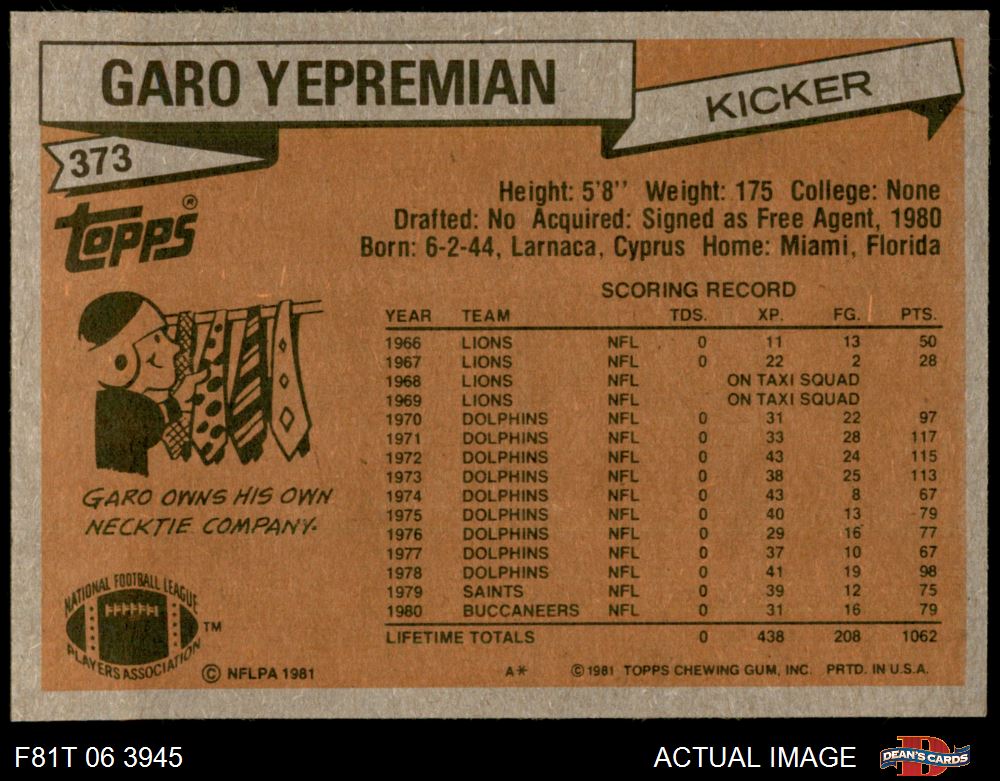 GARO YEPREMIAN
KICKER
373
TOPPS®
Height: 5'8'' Weight: 175 College: None
Drafted: No Acquired: Signed as Free Agent, 1980
Born: 6-2-44, Larnaca, Cyprus Home: Miami, Florida
SCORING RECORD
YEAR TEAM TDS. XP. FG. PTS.
1966 LIONS NFL 0 11 13 50
1967 LIONS NFL 0 22 2 28
1968 LIONS NFL ON TAXI SQUAD
1969 LIONS NFL ON TAXI SQUAD
1970 DOLPHINS NFL 0 31 22 97
1971 DOLPHINS NFL 0 33 28 117
1972 DOLPHINS NFL 0 43 24 115
1973 DOLPHINS NFL 0 38 25 113
1974 DOLPHINS NFL 0 43 8 67
1975 DOLPHINS NFL 0 40 13 79
1976 DOLPHINS NFL 0 29 16 77
1977 DOLPHINS NFL 0 37 10 67
1978 DOLPHINS NFL 0 41 19 98
1979 SAINTS NFL 0 39 12 75
1980 BUCCANEERS NFL 0 31 16 79
LIFETIME TOTALS 0 438 208 1062
GARO OWNS HIS OWN
NECKTIE COMPANY.
NATIONAL FOOTBALL LEAGUE
PLAYERS ASSOCIATION
TM
© NFLPA 1981
A* © 1981 TOPPS CHEWING GUM, INC. PRTD. IN U.S.A.
F81T 06 3945
ACTUAL IMAGE
D
DEAN'S CARDS